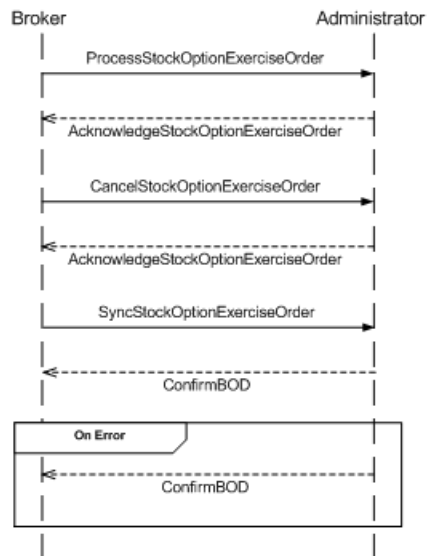 Broker
Administrator
ProcessStockOptionExerciseOrder
AcknowledgeStockOptionExerciseOrder
CancelStockOptionExerciseOrder
AcknowledgeStockOptionExerciseOrder
SyncStockOptionExerciseOrder
ConfirmBOD
On Error
ConfirmBOD